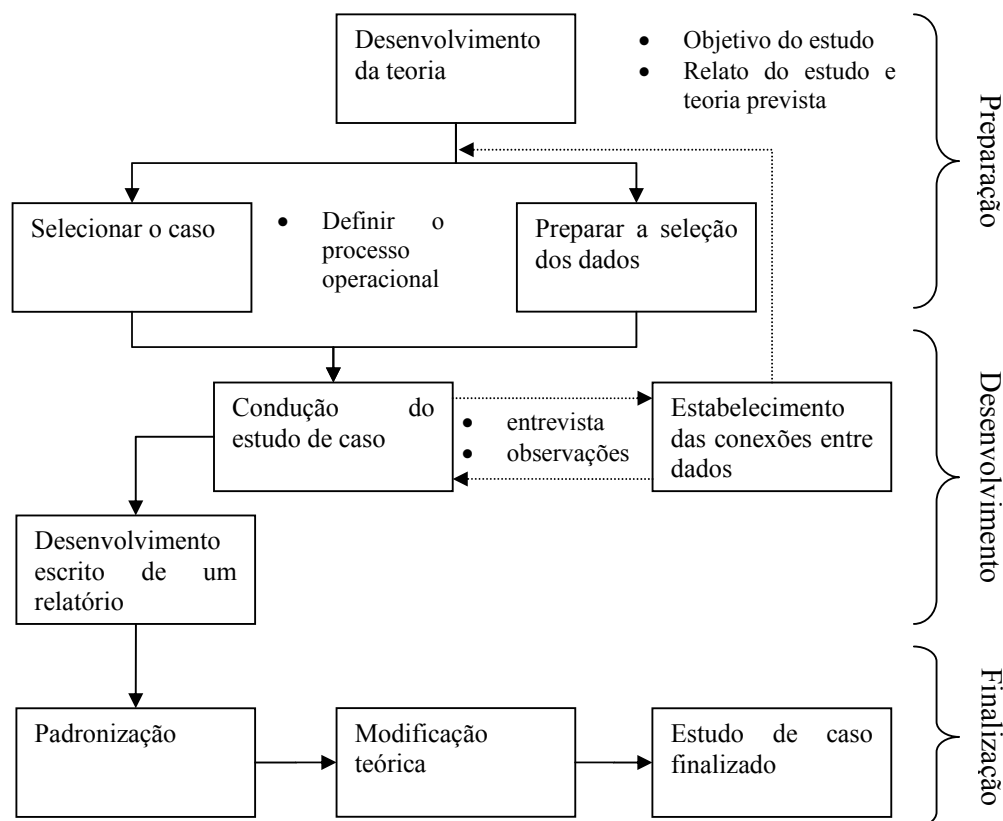 Desenvolvimento
da teoria
• Objetivo do estudo
• Relato do estudo e
teoria prevista
Preparação
Selecionar o caso
• Definir o
processo
operacional
Preparar a seleção
dos dados
Condução do
estudo de caso
• entrevista
• observações
Estabelecimento
das conexões entre
dados
Desenvolvimento
Desenvolvimento
escrito de um
relatório
Padronização
Modificação
teórica
Estudo de caso
finalizado
Finalização